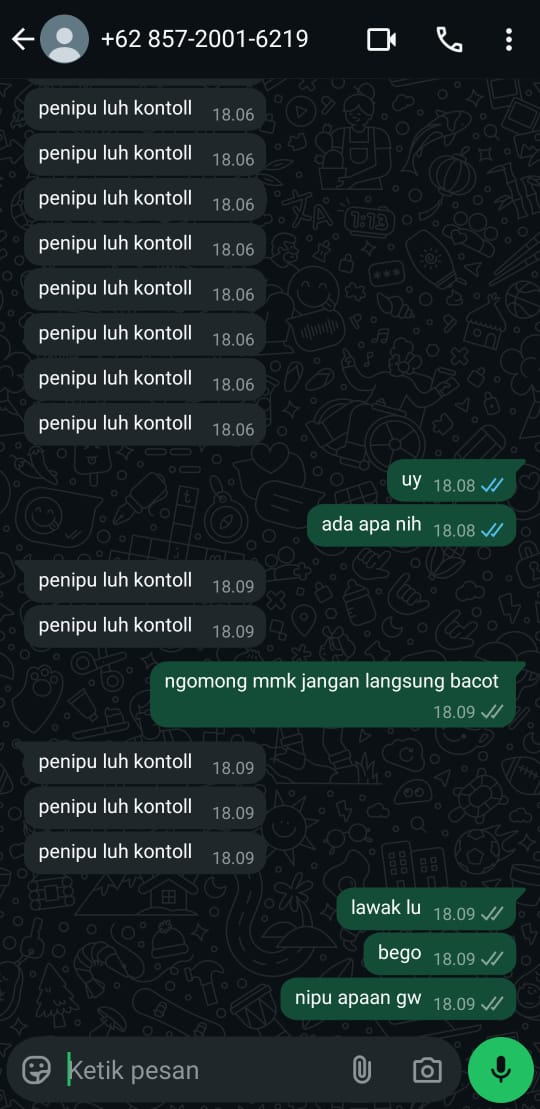 +62 857-2001-6219
penipu luh kontoll 18.06
penipu luh kontoll 18.06
penipu luh kontoll 18.06
penipu luh kontoll 18.06
penipu luh kontoll 18.06
penipu luh kontoll 18.06
penipu luh kontoll 18.06
penipu luh kontoll 18.06
uy 18.08
ada apa nih 18.08
penipu luh kontoll 18.09
penipu luh kontoll 18.09
ngomong mmk jangan langsung bacot
18.09
penipu luh kontoll 18.09
penipu luh kontoll 18.09
penipu luh kontoll 18.09
lawak lu 18.09
bego 18.09
nipu apaan gw 18.09
Ketik pesan